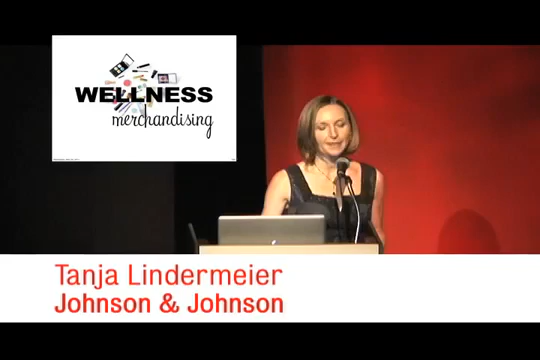 WELLNESS
merchandising
Tanja Lindermeier
Johnson & Johnson